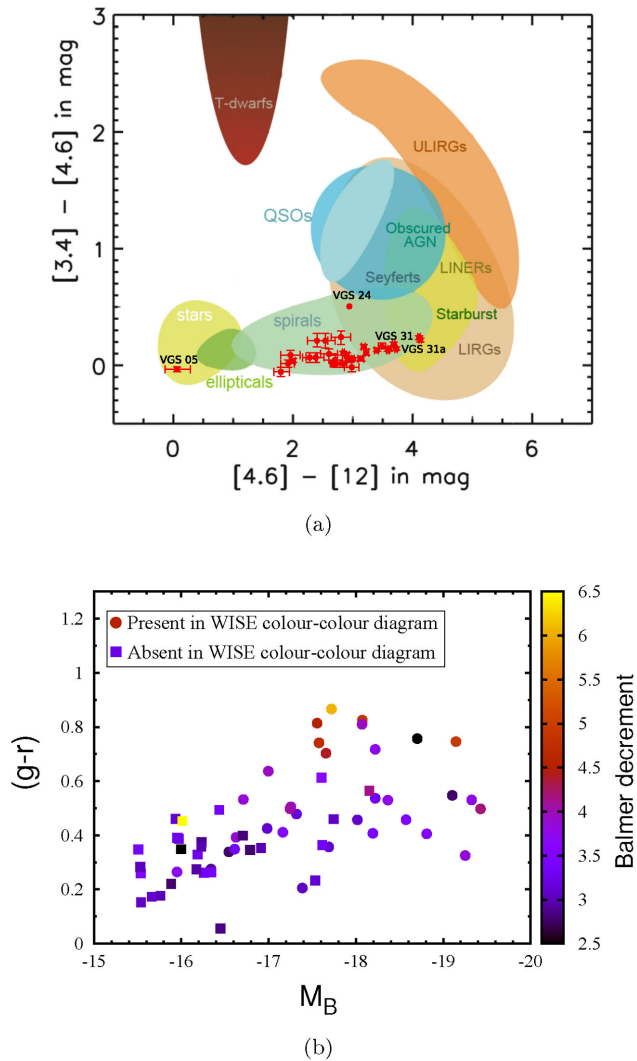 3
T-dwarfs
[3.4] − [4.6] in mag
2
ULIRGs
QSOs
Obscured
AGN
1
LINERs
Seyferts
VGS 24
stars
spirals
Starburst
VGS 31
VGS 05
VGS 31a
LIRGs
0
ellipticals
0
2
4
6
[4.6] − [12] in mag
(a)
6.5
1.2
Present in WISE colour-colour diagram
6
Absent in WISE colour-colour diagram
1
5.5
0.8
5
(g-r)
0.6
4.5
Balmer decrement
4
0.4
3.5
0.2
3
0
2.5
-15
-16
-17
-18
-19
-20
M_B
(b)